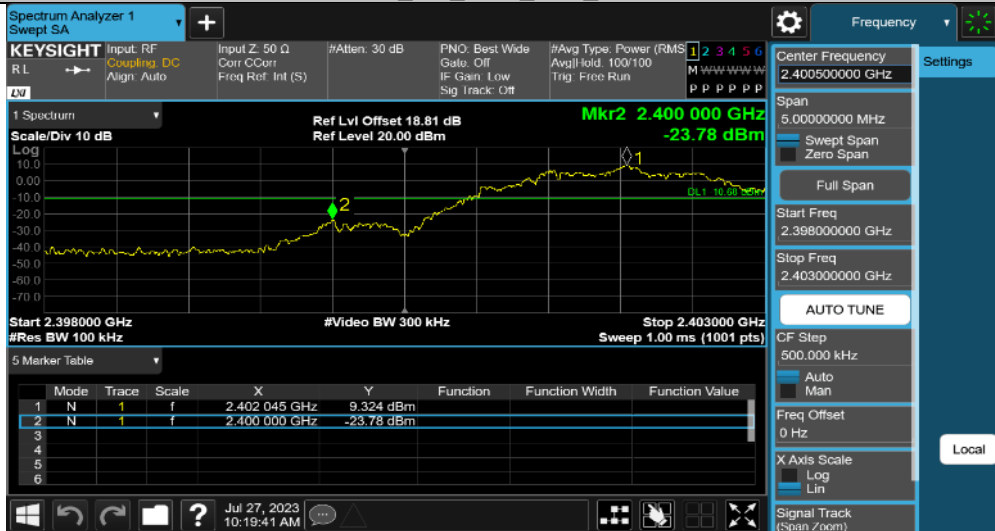 Spectrum Analyzer 1
Swept SA
Frequency
KEYSIGHT
Input: RF
Input Z: 50 Ω
#Atten: 30 dB
PNO: Best Wide
#Avg Type: Power (RMS
1 2 3 4 5 6
RL
Coupling: DC
Corr CCorr
Gate: Off
Avg|Hold: 100/100
M W W W W W
Align: Auto
Freq Ref: Int (S)
IF Gain: Low
Trig: Free Run
Sig Track: Off
P P P P P P
LXI
1 Spectrum
Ref Lvl Offset 18.81 dB
Mkr2 2.400 000 GHz
Scale/Div 10 dB
Ref Level 20.00 dBm
-23.78 dBm
Log
10.0
0.00
-10.0
-20.0
-30.0
-40.0
-50.0
-60.0
-70.0
1
2
Start 2.398000 GHz
#Video BW 300 kHz
Stop 2.403000 GHz
#Res BW 100 kHz
Sweep 1.00 ms (1001 pts)
5 Marker Table
Mode Trace Scale X Y Function Function Width Function Value
1 N 1 f 2.402 045 GHz 9.324 dBm
2 N 1 f 2.400 000 GHz -23.78 dBm
3
4
5
6
?
Jul 27, 2023
10:19:41 AM
Center Frequency
2.400500000 GHz
Settings
Span
5.00000000 MHz
Swept Span
Zero Span
Full Span
Start Freq
2.398000000 GHz
Stop Freq
2.403000000 GHz
AUTO TUNE
CF Step
500.000 kHz
Auto
Man
Freq Offset
0 Hz
Local
X Axis Scale
Log
Lin
Signal Track
(Span Zoom)